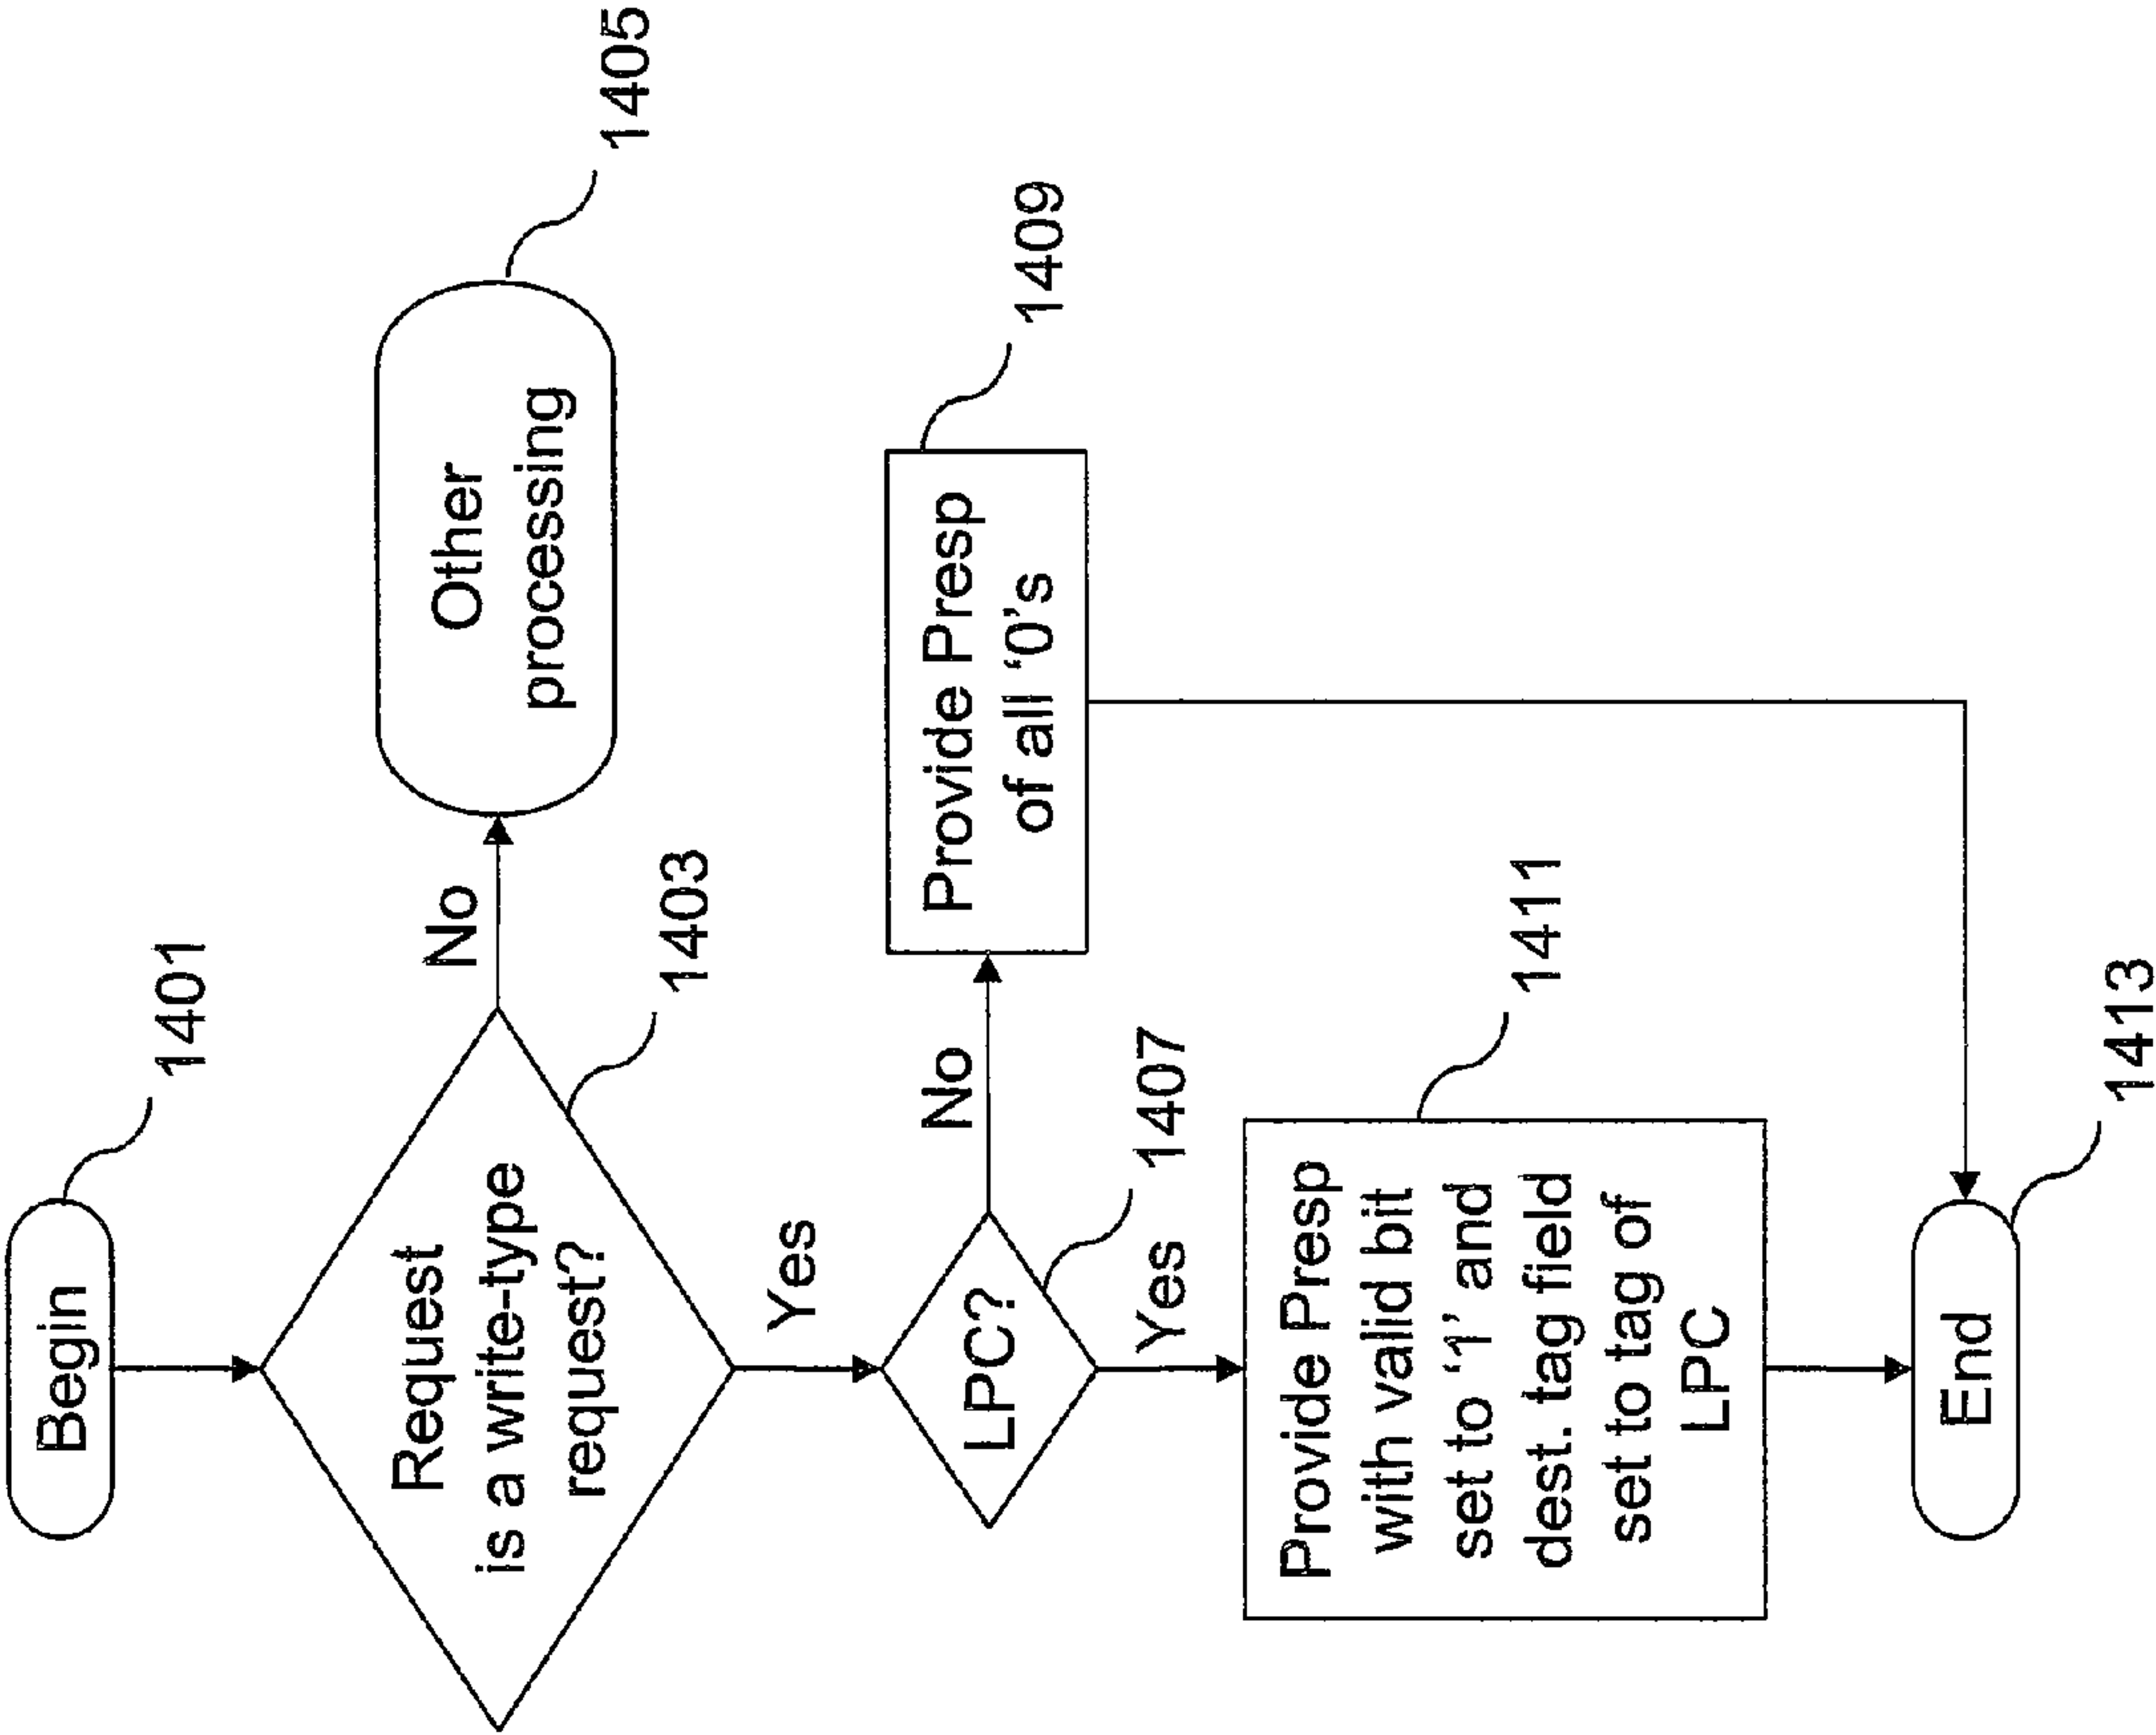 Begin
1401
Request
is a write-type
request?
1403
No
Other
processing
1405
Yes
LPC?
1407
No
Provide Presp
of all ‘0’s
1409
Yes
Provide Presp
with valid bit
set to ‘1’ and
dest. tag field
set to tag of
LPC
1411
End
1413